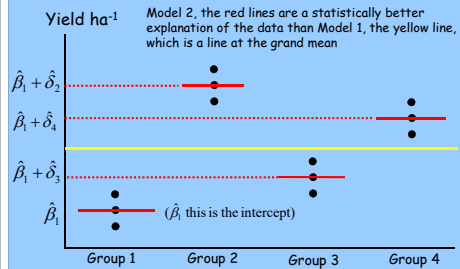 Yield ha⁻¹
Model 2, the red lines are a statistically better
explanation of the data than Model 1, the yellow line,
which is a line at the grand mean
β̂₁ + δ̂₂
β̂₁ + δ̂₄
β̂₁ + δ̂₃
β̂₁
(β̂₁ this is the intercept)
Group 1 Group 2 Group 3 Group 4